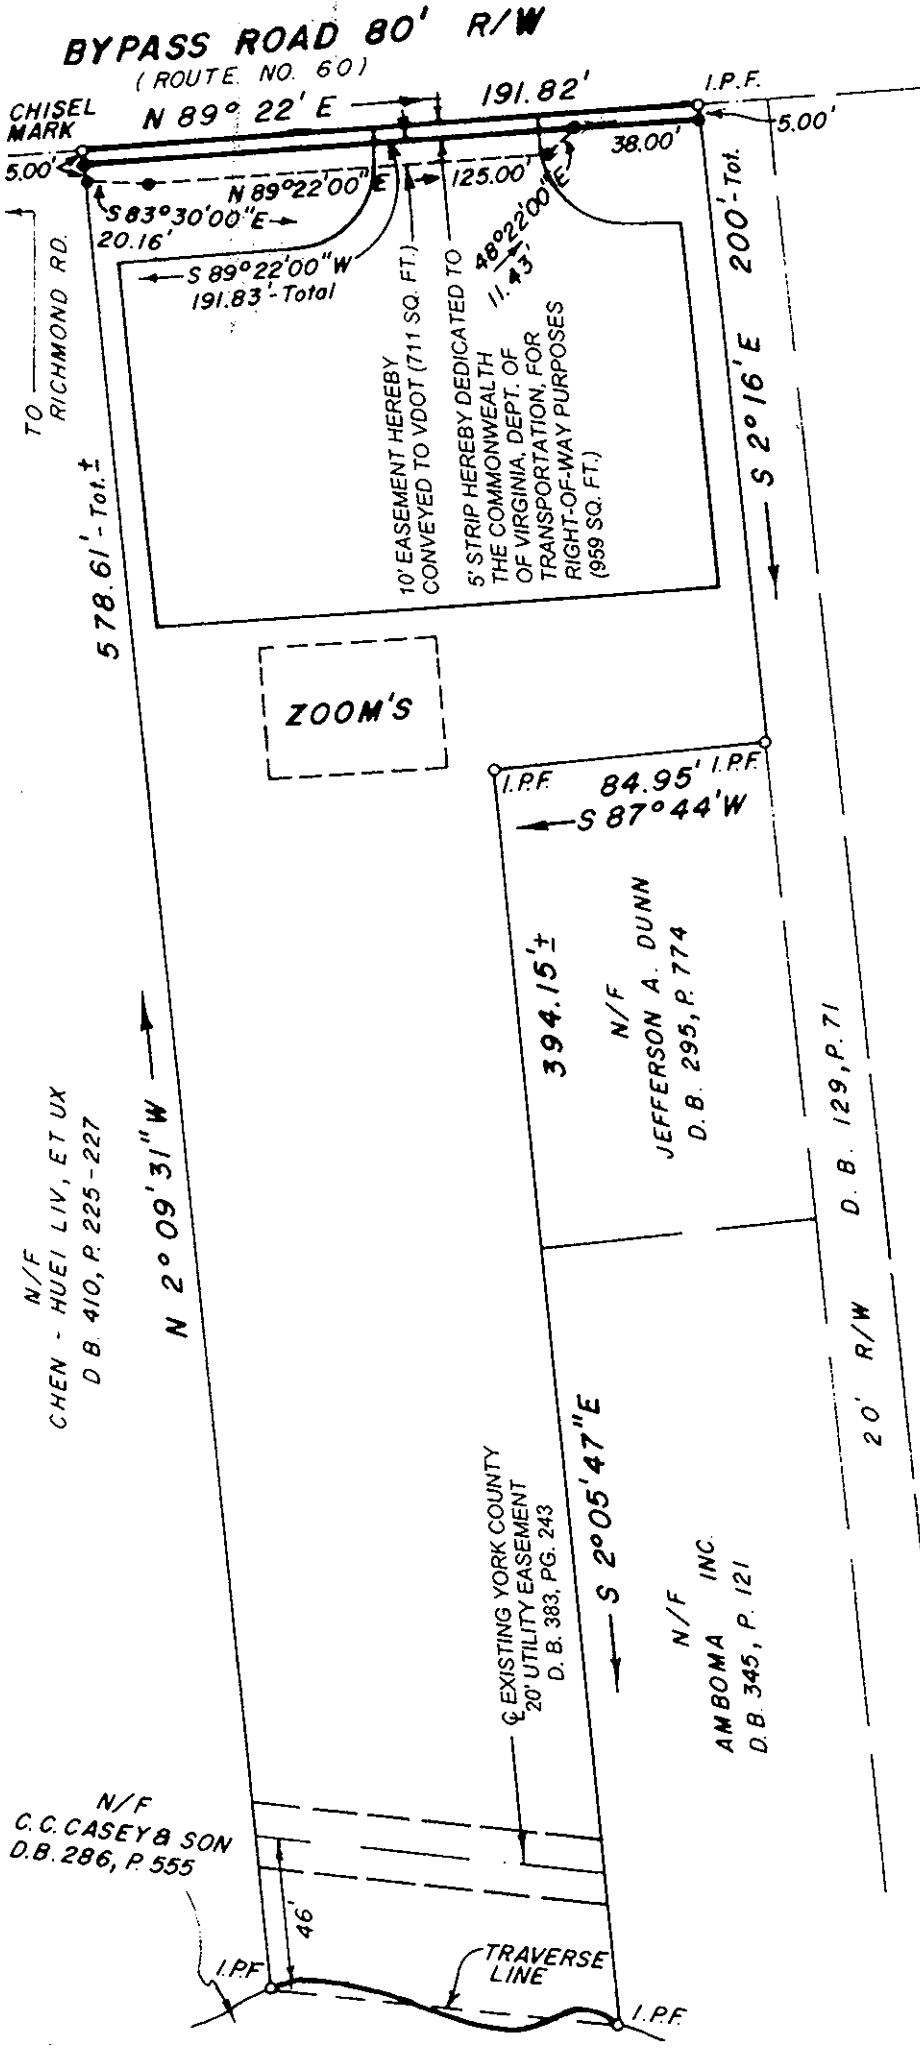 BYPASS ROAD 80' R/W
(ROUTE NO. 60)
CHISEL
MARK
N 89° 22' E
191.82'
I.P.F.
5.00'
5.00'
38.00'
N 89°22'00" E
125.00'
S 83°30'00"E
20.16'
48°22'00"E
11.43'
S 89°22'00"W
191.83'-Total
TO
RICHMOND RD.
200'-Tot.
S 2°16'E
10' EASEMENT HEREBY
CONVEYED TO VDOT (711 SQ. FT.)
5' STRIP HEREBY DEDICATED TO
THE COMMONWEALTH
OF VIRGINIA, DEPT. OF
TRANSPORTATION, FOR
RIGHT-OF-WAY PURPOSES
(959 SQ. FT.)
578.61'-Tot.±
ZOOM'S
I.P.F.
84.95'
I.P.F.
S 87°44'W
394.15'±
N/F
JEFFERSON A. DUNN
D.B. 295, P. 774
D.B. 129, P. 71
20' R/W
N 2°09'31"W
N/F
CHEN - HUEI LIV, ET UX
D B. 410, P. 225-227
S 2°05'47"E
℄ EXISTING YORK COUNTY
20' UTILITY EASEMENT
D. B. 383, PG. 243
N/F
AMBOMA INC.
D.B. 345, P. 121
N/F
C. C. CASEY & SON
D.B. 286, P. 555
46'
I.P.F
TRAVERSE
LINE
I.P.F.